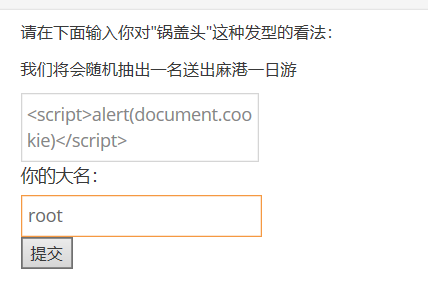 请在下面输入你对"锅盖头"这种发型的看法：
我们将会随机抽出一名送出麻港一日游
<script>alert(document.coo
kie)</script>
你的大名：
root
提交